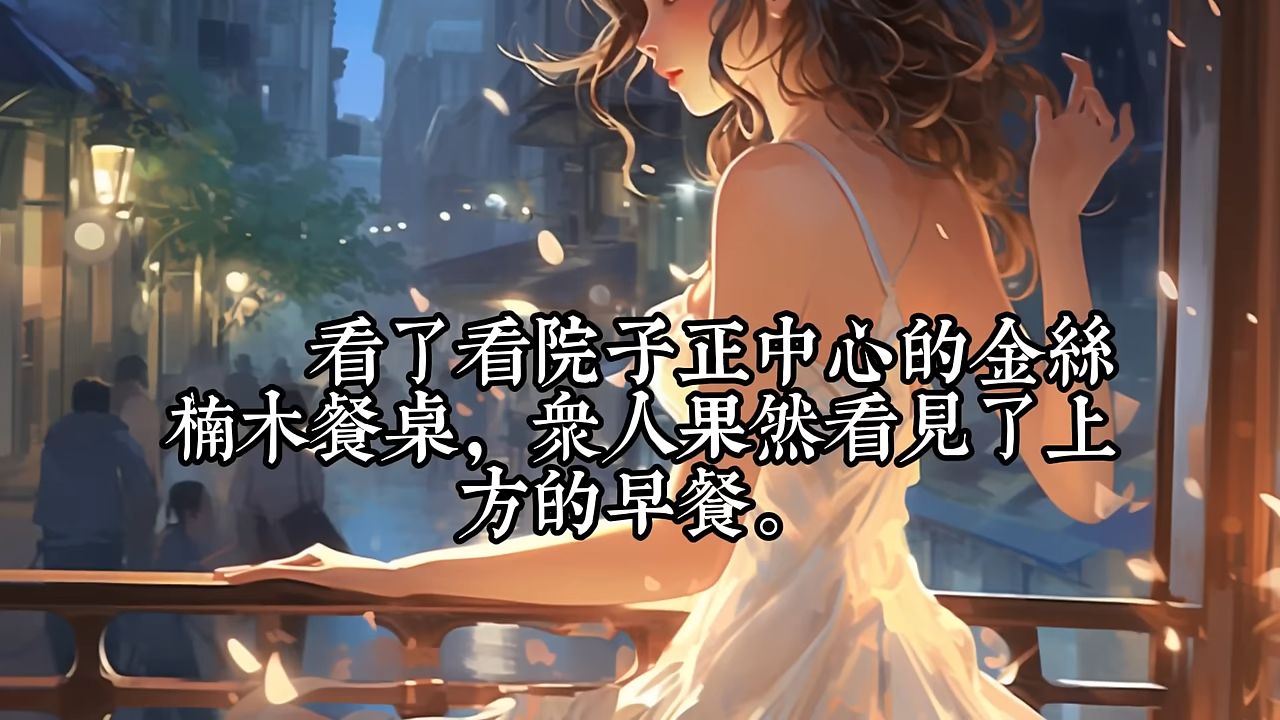 看了看院子正中心的金絲
楠木餐桌，衆人果然看見了上
方的早餐。